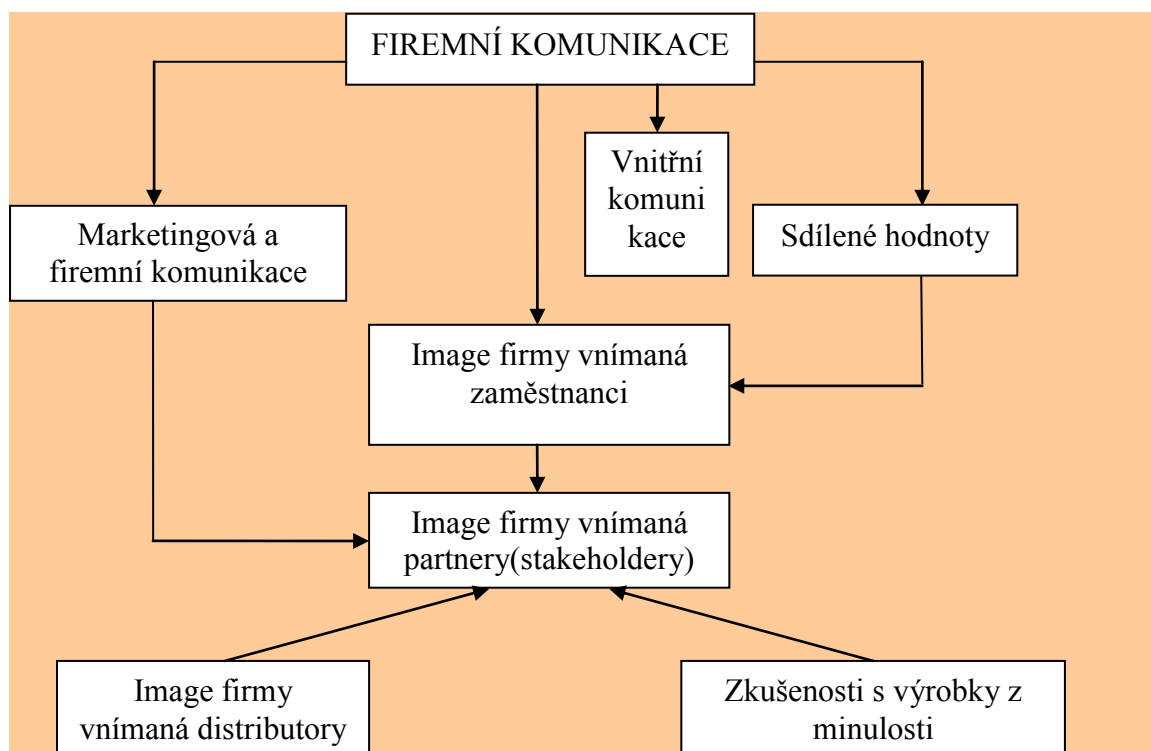 FIREMNÍ KOMUNIKACE
Vnitřní
komuni
kace
Marketingová a
firemní komunikace
Sdílené hodnoty
Image firmy vnímaná
zaměstnanci
Image firmy vnímaná
partnery(stakeholdery)
Image firmy
vnímaná distributory
Zkušenosti s výrobky z
minulosti